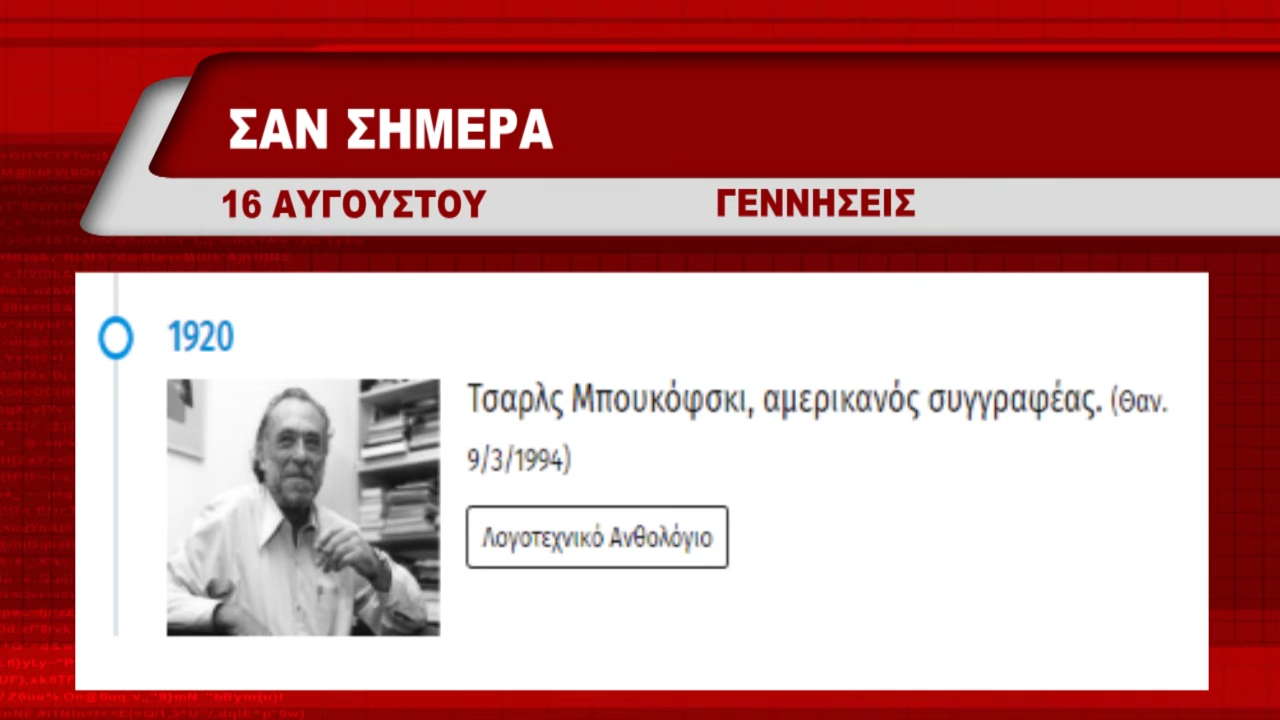 ΣΑΝ ΣΗΜΕΡΑ
16 ΑΥΓΟΥΣΤΟΥ ΓΕΝΝΗΣΕΙΣ
1920
Τσαρλς Μπουκόφσκι, αμερικανός συγγραφέας. (Θαν.
9/3/1994)
Λογοτεχνικό Ανθολόγιο